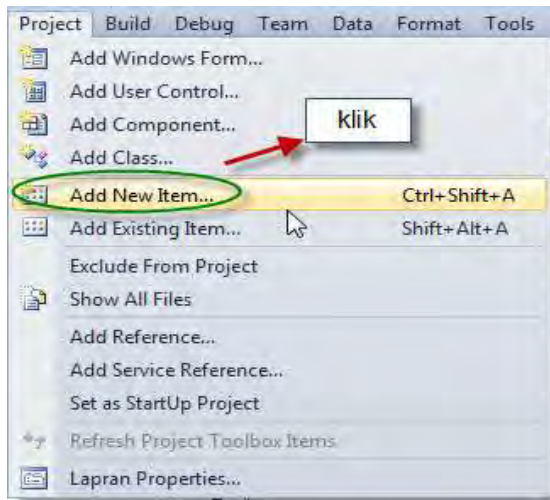 Project Build Debug Team Data Format Tools
Add Windows Form...
Add User Control...
Add Component...
klik
Add Class...
Add New Item... Ctrl+Shift+A
Add Existing Item... Shift+Alt+A
Exclude From Project
Show All Files
Add Reference...
Add Service Reference...
Set as StartUp Project
Refresh Project Toolbox Items
Lapran Properties...